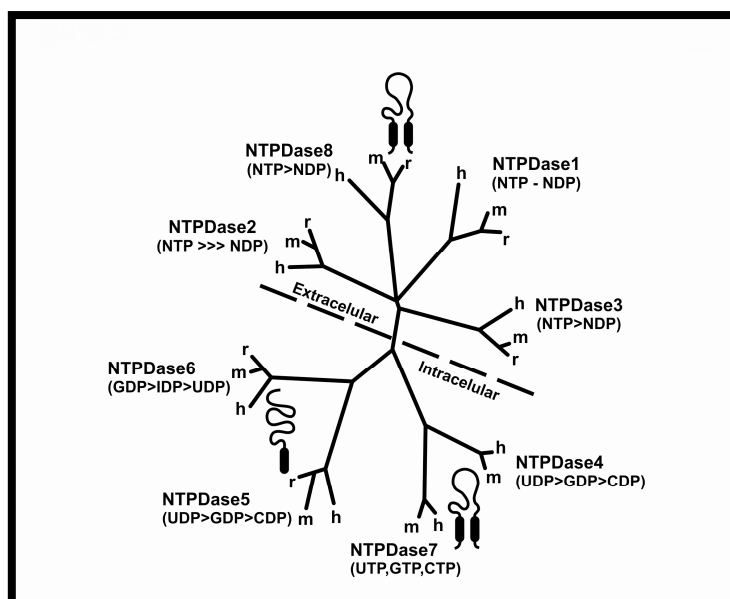 m r
NTPDase8
(NTP>NDP) h
h
NTPDase1
(NTP - NDP)
m
r
NTPDase2
(NTP >>> NDP)
r
m
h
Extracelular
h
NTPDase3
(NTP>NDP)
m
r
Intracelular
NTPDase6
(GDP>IDP>UDP)
r
m
h
h
m
NTPDase4
(UDP>GDP>CDP)
r
NTPDase5
(UDP>GDP>CDP)
m h
m h
NTPDase7
(UTP,GTP,CTP)